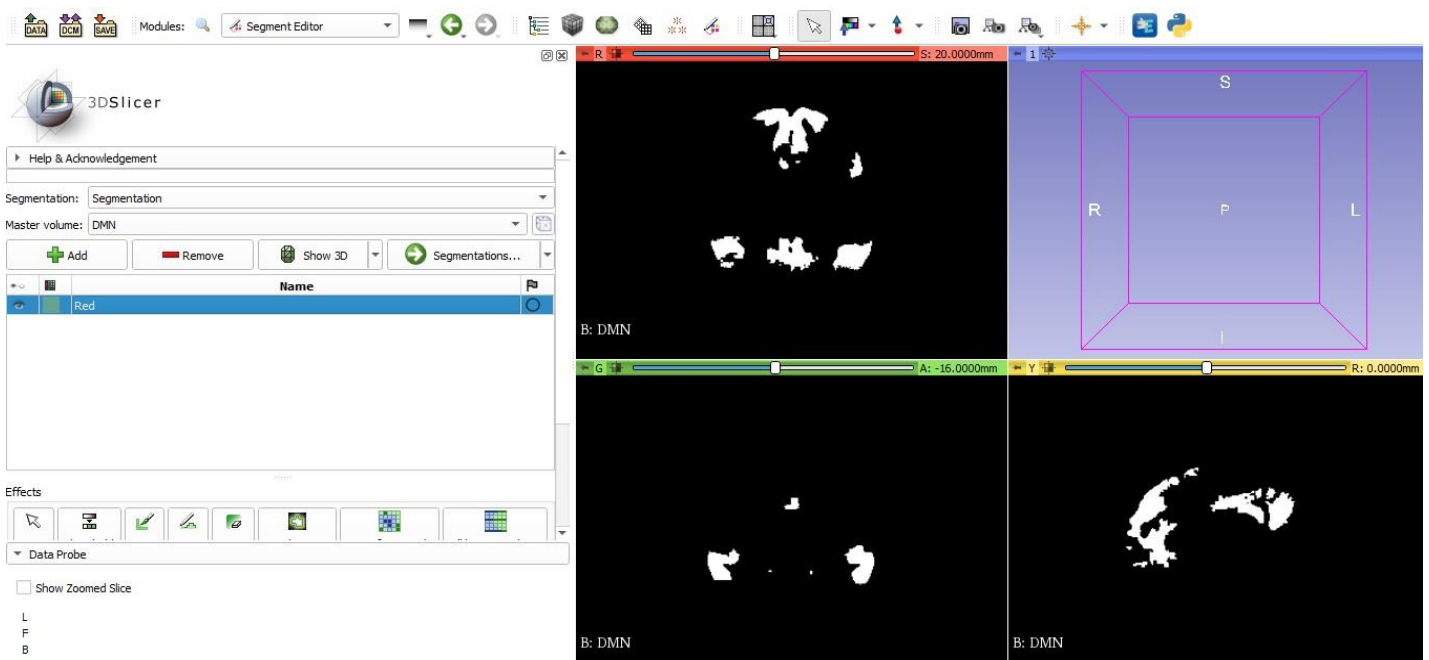 DATA DCM SAVE Modules: Segment Editor
R S: 20.0000mm 1
3DSlicer
Help & Acknowledgement
Segmentation: Segmentation
Master volume: DMN
Add Remove Show 3D Segmentations...
Name
Red
S
R P L
I
B: DMN
G A: -16.0000mm Y R: 0.0000mm
Effects
Data Probe
Show Zoomed Slice
L
F
B
B: DMN B: DMN